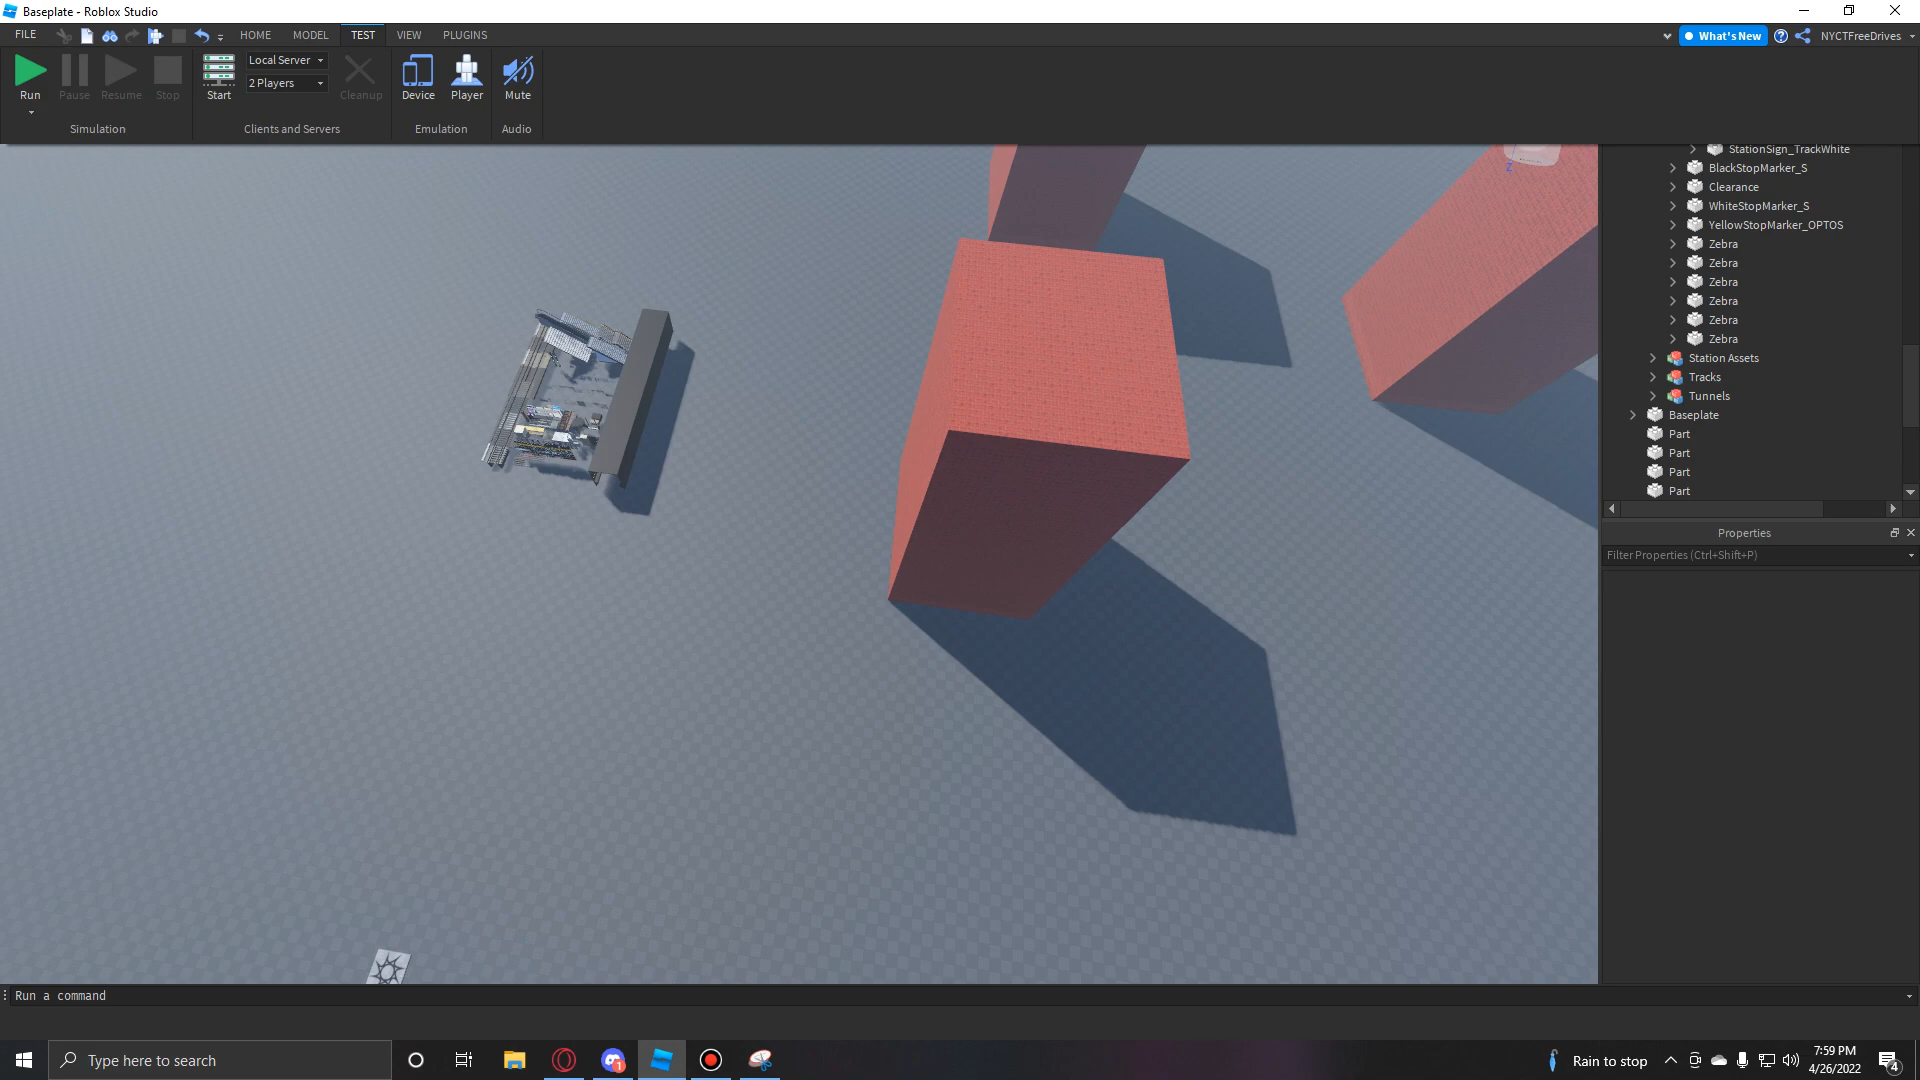 Baseplate - Roblox Studio
FILE
HOME
MODEL
TEST
VIEW
PLUGINS
What's New
NYCTFreeDrives
Run
Pause
Resume
Stop
Simulation
Start
Local Server
2 Players
Cleanup
Clients and Servers
Device
Player
Emulation
Mute
Audio
Z
StationSign_TrackWhite
BlackStopMarker_S
Clearance
WhiteStopMarker_S
YellowStopMarker_OPTOS
Zebra
Zebra
Zebra
Zebra
Zebra
Zebra
Station Assets
Tracks
Tunnels
Baseplate
Part
Part
Part
Part
Properties
Filter Properties (Ctrl+Shift+P)
Run a command
Type here to search
1
Rain to stop
7:59 PM
4/26/2022
4